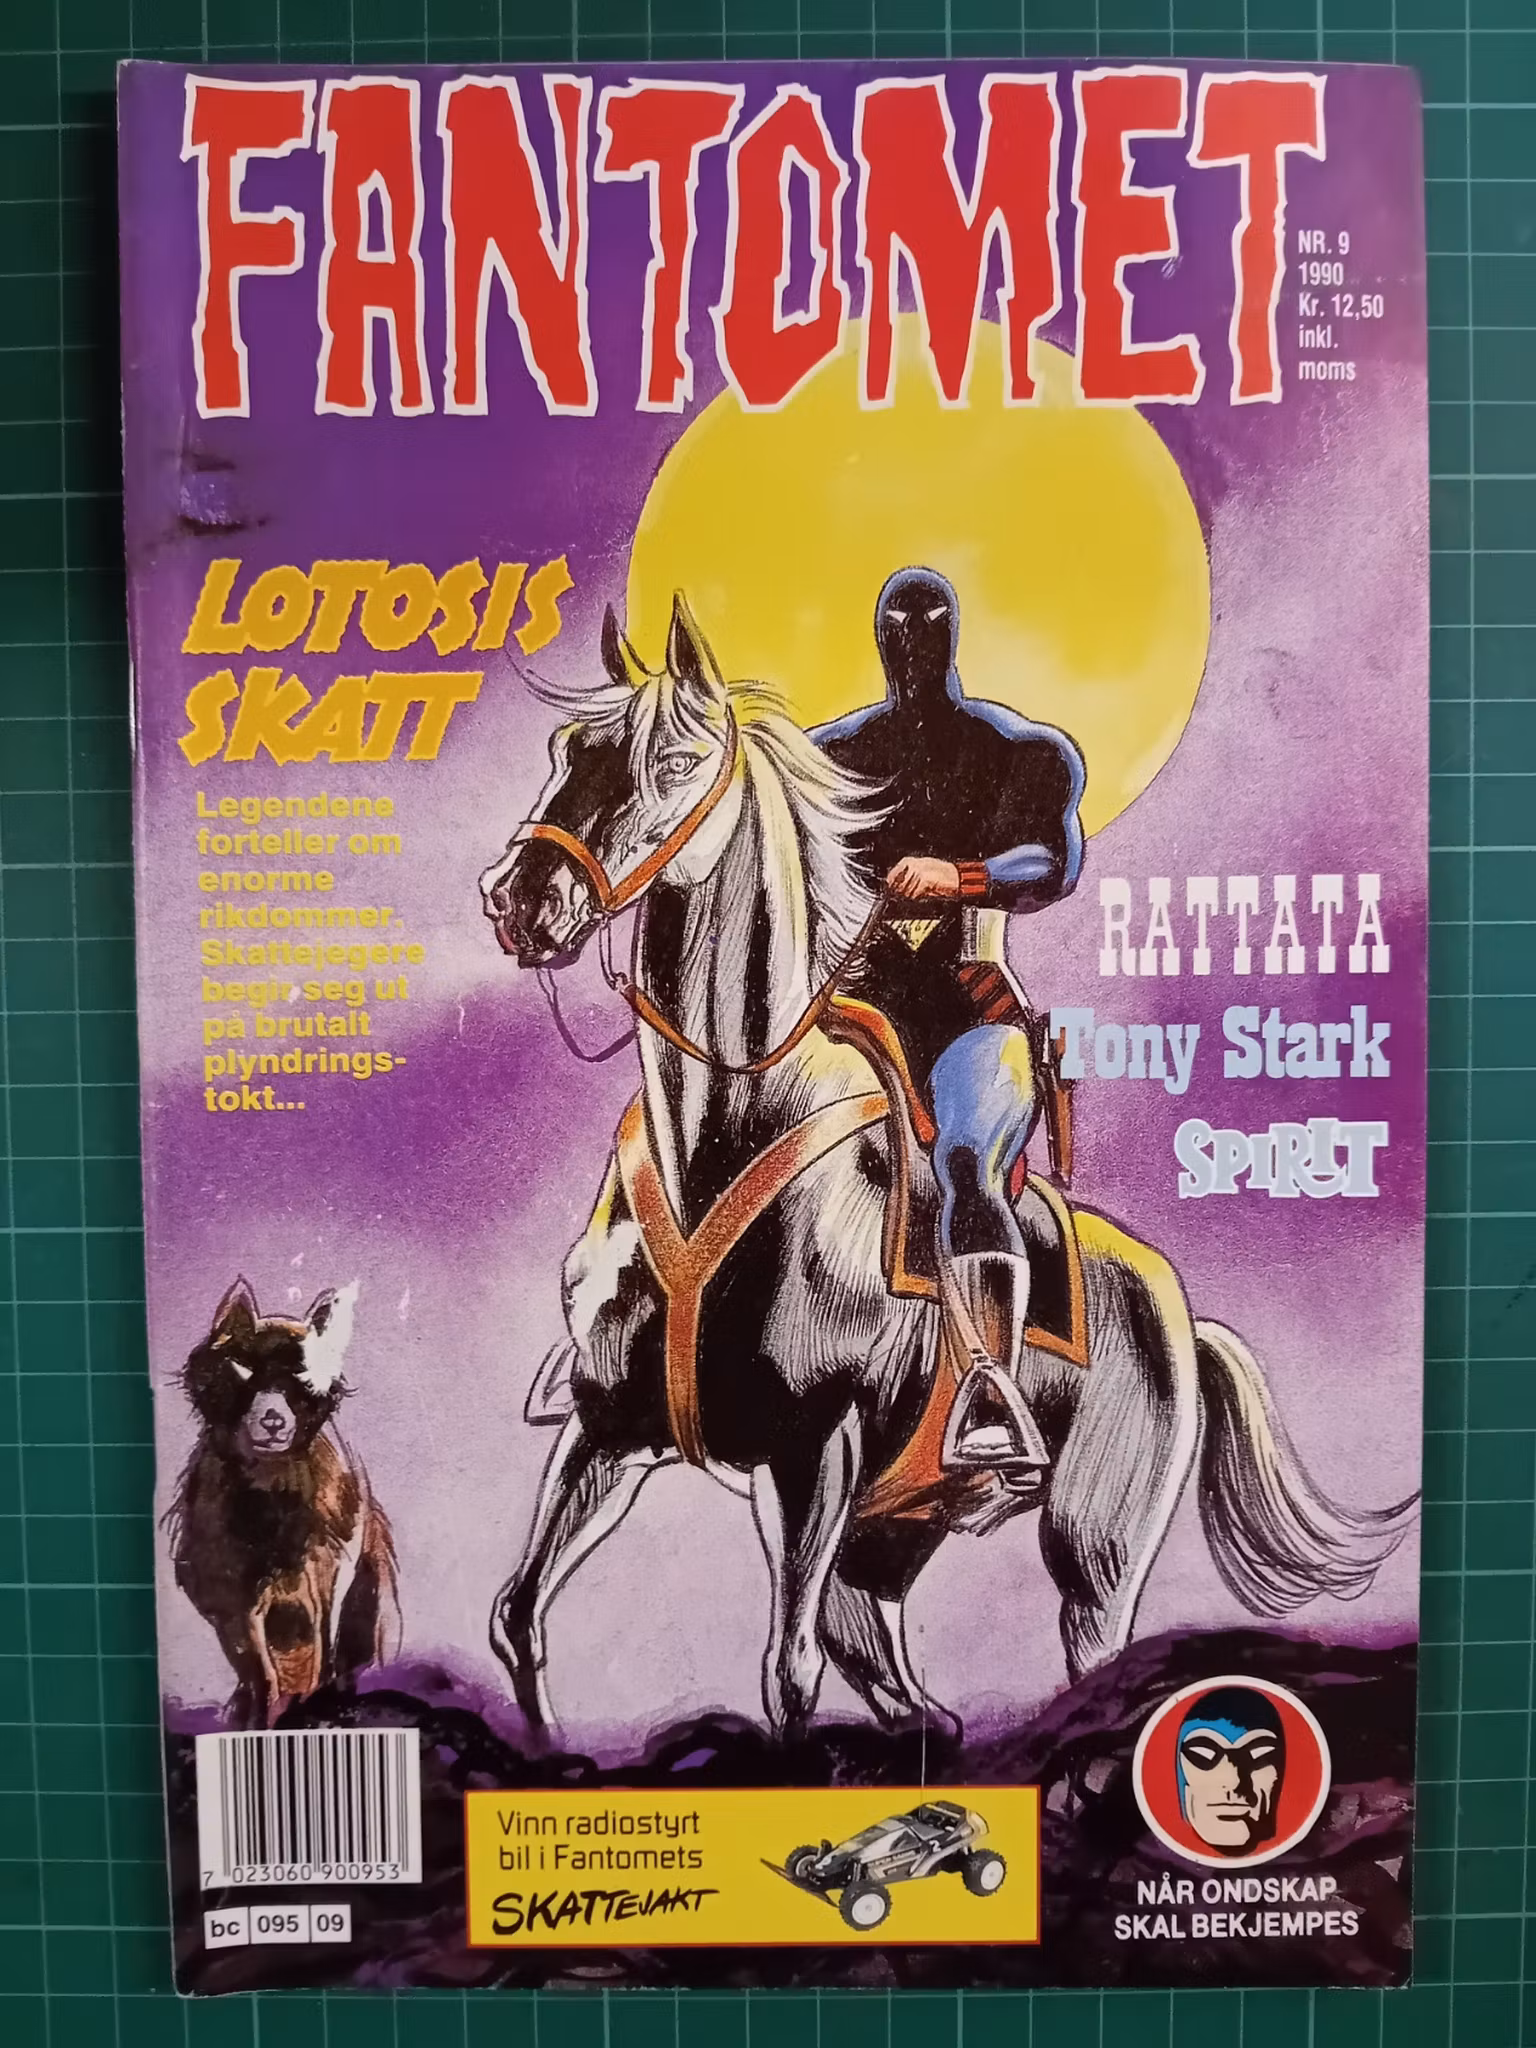 FANTOMET
NR. 9
1990
Kr. 12,50
inkl.
moms
LOTOSIS
SKATT
Legendene
forteller om
enorme
rikdommer.
Skattejegere
begir seg ut
på brutalt
plyndrings-
tokt...
RATTATA
Tony Stark
SPIRIT
7 023060 900953
bc 095 09
Vinn radiostyrt
bil i Fantomets
SKATTEJAKT
NÅR ONDSKAP
SKAL BEKJEMPES